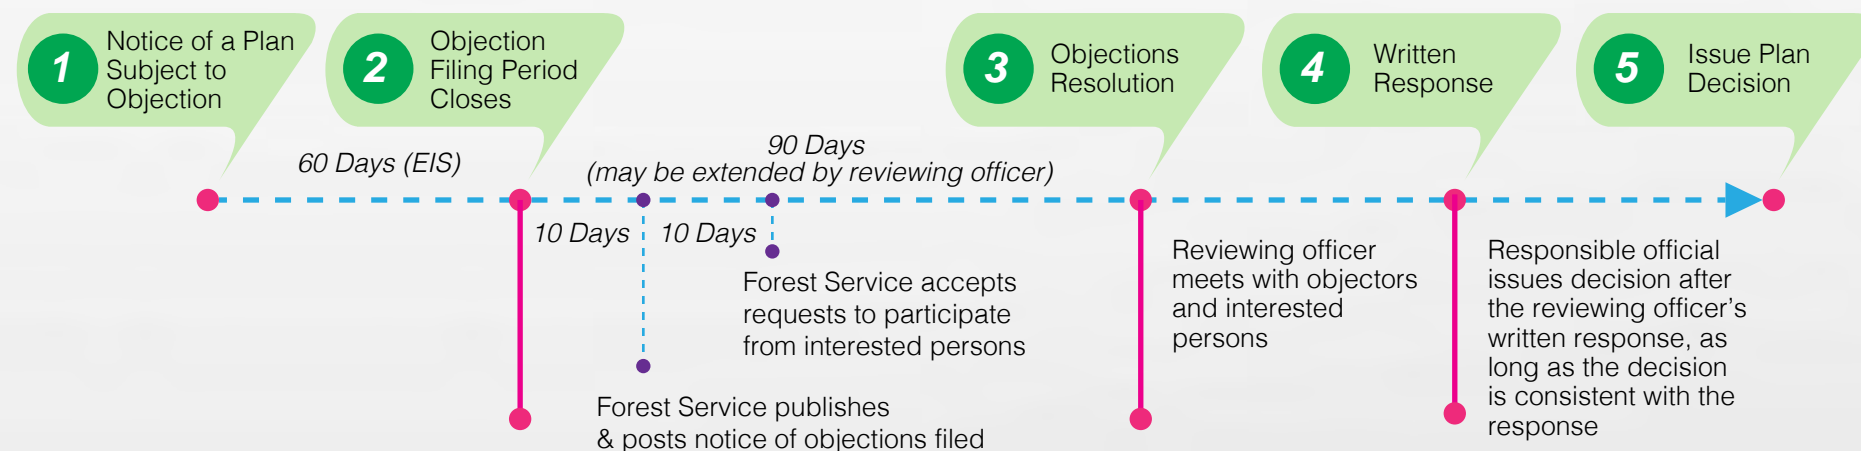 1
Notice of a Plan
Subject to
Objection
2
Objection
Filing Period
Closes
3
Objections
Resolution
4
Written
Response
5
Issue Plan
Decision
60 Days (EIS)
90 Days
(may be extended by reviewing officer)
10 Days
10 Days
Forest Service accepts
requests to participate
from interested persons
Forest Service publishes
& posts notice of objections filed
Reviewing officer
meets with objectors
and interested
persons
Responsible official
issues decision after
the reviewing officer's
written response, as
long as the decision
is consistent with the
response